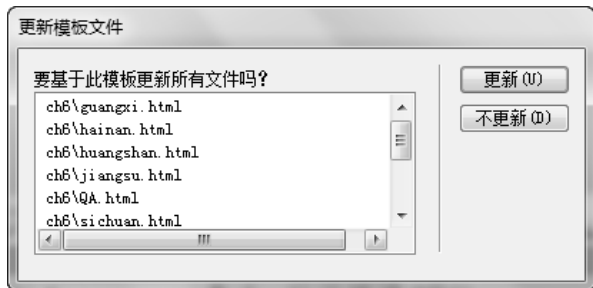 更新模板文件
要基于此模板更新所有文件吗?
ch6\guangxi.html
ch6\hainan.html
ch6\huangshan.html
ch6\jiangsu.html
ch6\QA.html
ch6\sichuan.html
更新(U)
不更新(D)